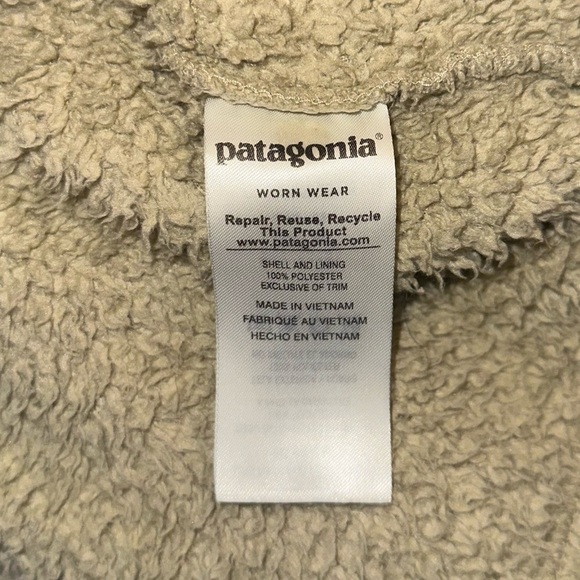 patagonia®
WORN WEAR
Repair, Reuse, Recycle
This Product
www.patagonia.com
SHELL AND LINING
100% POLYESTER
EXCLUSIVE OF TRIM
MADE IN VIETNAM
FABRIQUÉ AU VIETNAM
HECHO EN VIETNAM